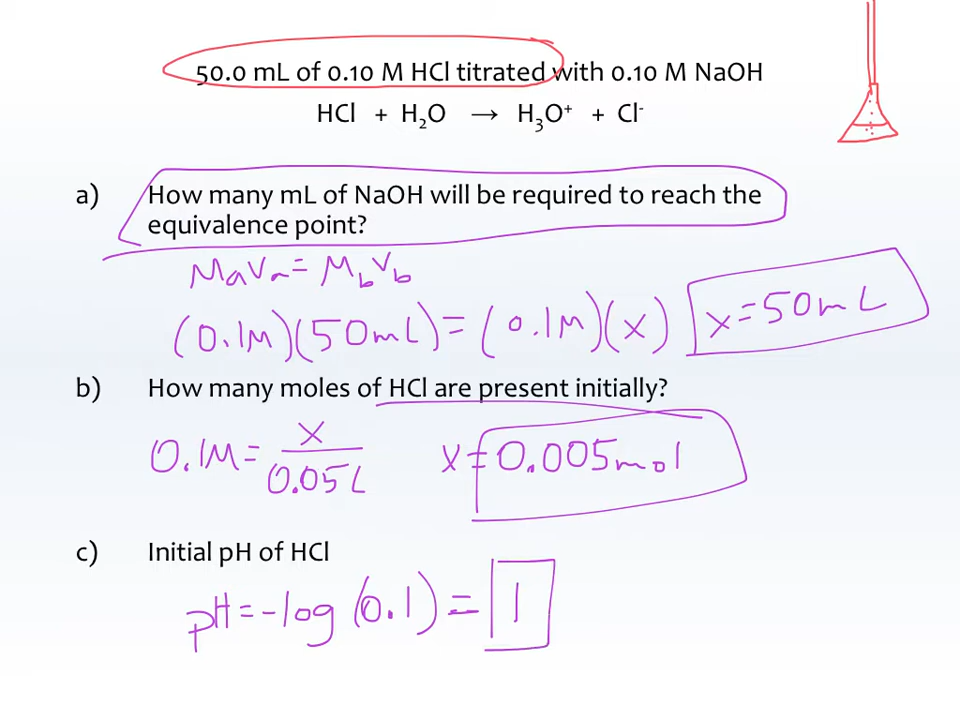 50.0 mL of 0.10 M HCl titrated with 0.10 M NaOH
HCl + H₂O → H₃O⁺ + Cl⁻
a) How many mL of NaOH will be required to reach the
equivalence point?
MaVa = MbVb
(0.1M)(50mL) = (0.1M)(x) x = 50mL
b) How many moles of HCl are present initially?
0.1M = x/0.05L x = 0.005mol
c) Initial pH of HCl
pH = -log(0.1) = 1